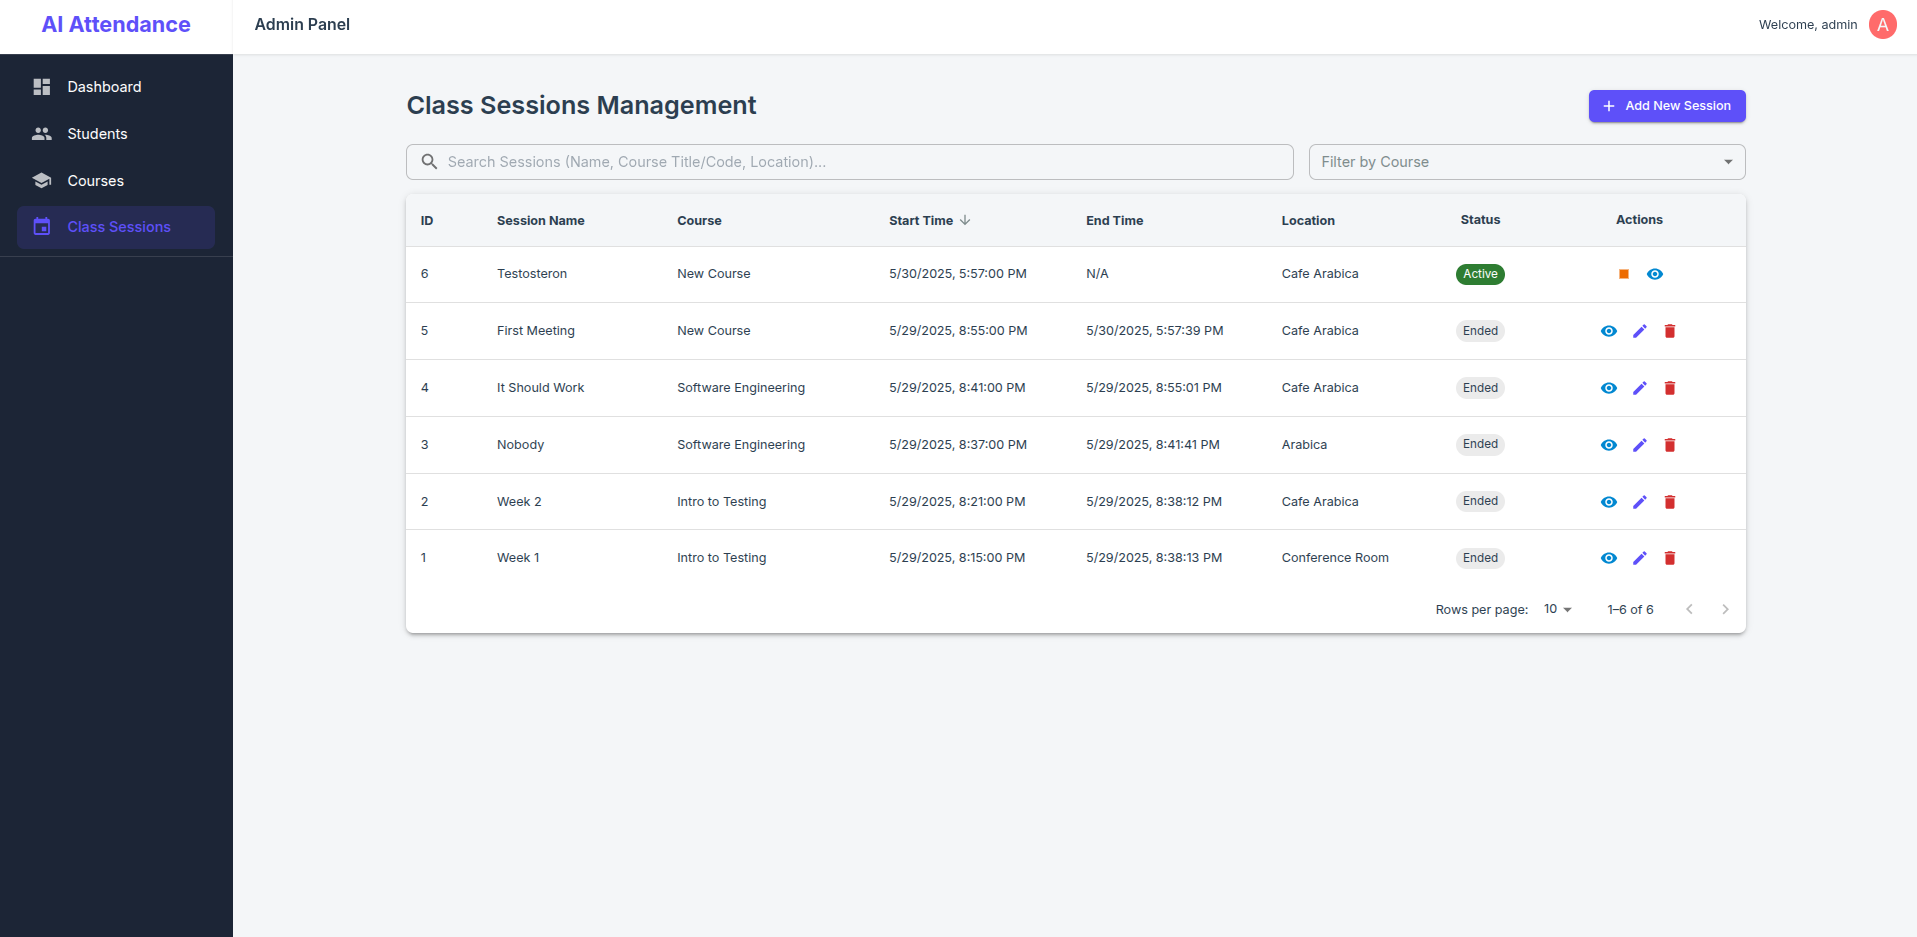 AI Attendance
Admin Panel
Welcome, admin
A
Dashboard
Students
Courses
Class Sessions
Class Sessions Management
Add New Session
Search Sessions (Name, Course Title/Code, Location)...
Filter by Course
ID Session Name Course Start Time End Time Location Status Actions
6 Testosteron New Course 5/30/2025, 5:57:00 PM N/A Cafe Arabica Active
5 First Meeting New Course 5/29/2025, 8:55:00 PM 5/30/2025, 5:57:39 PM Cafe Arabica Ended
4 It Should Work Software Engineering 5/29/2025, 8:41:00 PM 5/29/2025, 8:55:01 PM Cafe Arabica Ended
3 Nobody Software Engineering 5/29/2025, 8:37:00 PM 5/29/2025, 8:41:41 PM Arabica Ended
2 Week 2 Intro to Testing 5/29/2025, 8:21:00 PM 5/29/2025, 8:38:12 PM Cafe Arabica Ended
1 Week 1 Intro to Testing 5/29/2025, 8:15:00 PM 5/29/2025, 8:38:13 PM Conference Room Ended
Rows per page: 10 1–6 of 6